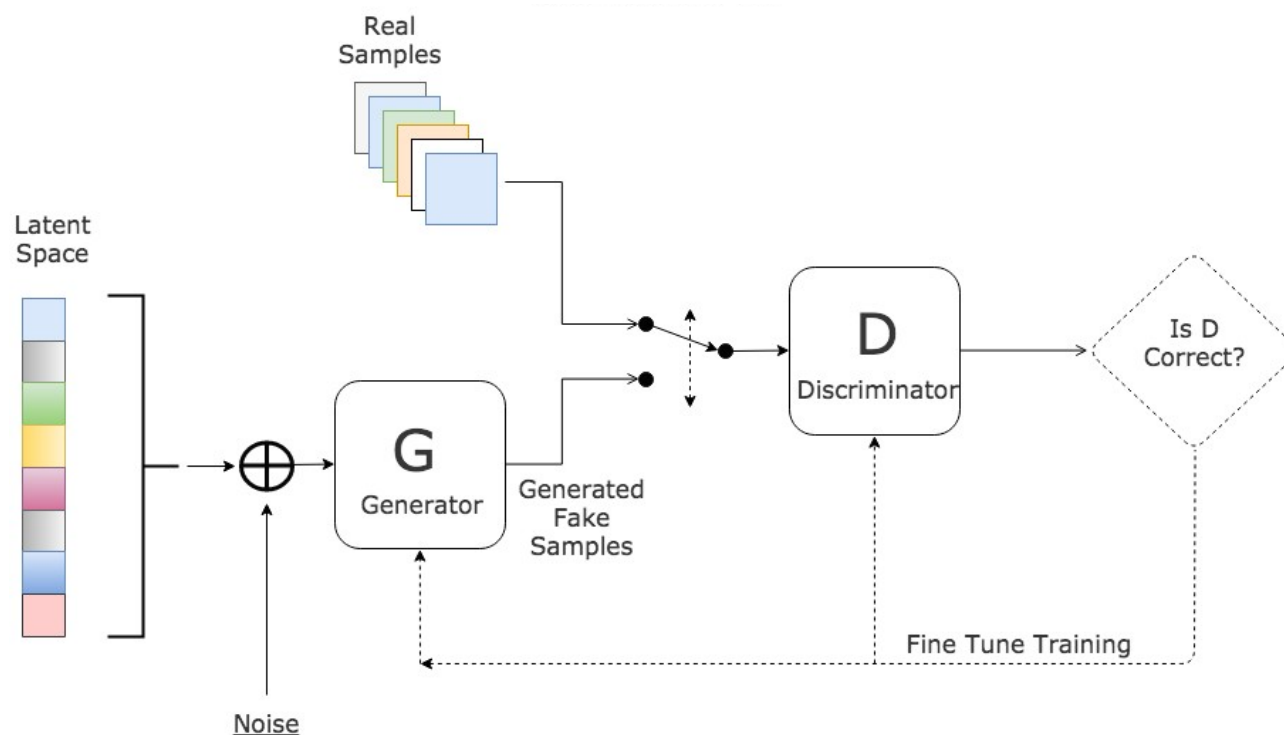 Real
Samples
Latent
Space
Is D
Correct?
D
Discriminator
G
Generator
Generated
Fake
Samples
Fine Tune Training
Noise